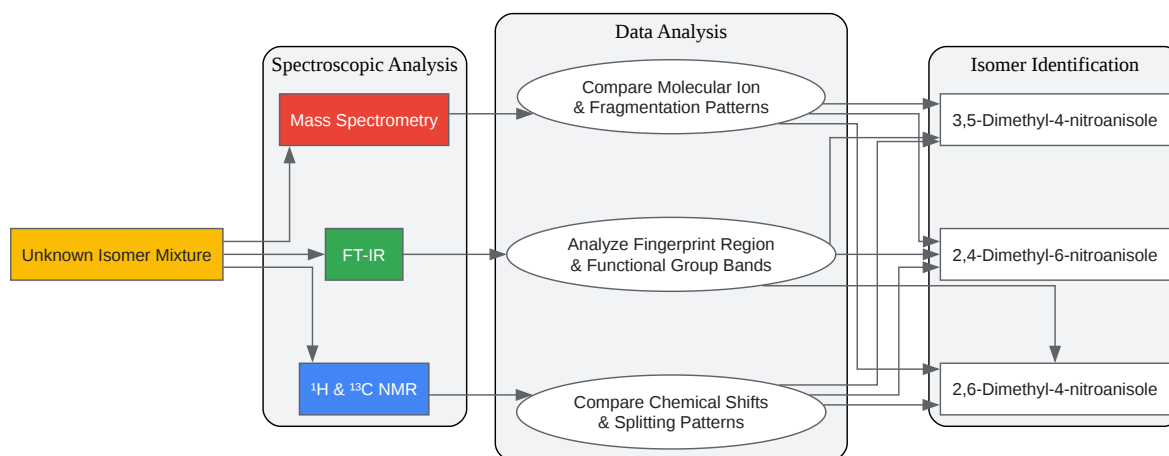 Data Analysis
Spectroscopic Analysis
Isomer Identification
Compare Molecular Ion
& Fragmentation Patterns
Mass Spectrometry
3,5-Dimethyl-4-nitroanisole
Unknown Isomer Mixture
FT-IR
Analyze Fingerprint Region
& Functional Group Bands
2,4-Dimethyl-6-nitroanisole
¹H & ¹³C NMR
Compare Chemical Shifts
& Splitting Patterns
2,6-Dimethyl-4-nitroanisole